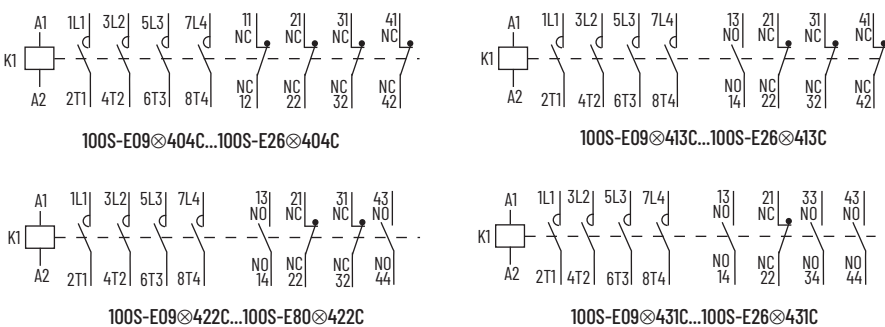 A1 1L1 3L2 5L3 7L4 11 NC 21 NC 31 NC 41 NC
K1
A2 2T1 4T2 6T3 8T4 NC 12 NC 22 NC 32 NC 42
100S-E09⊗404C...100S-E26⊗404C
A1 1L1 3L2 5L3 7L4 13 NO 21 NC 31 NC 41 NC
K1
A2 2T1 4T2 6T3 8T4 NO 14 NC 22 NC 32 NC 42
100S-E09⊗413C...100S-E26⊗413C
A1 1L1 3L2 5L3 7L4 13 NO 21 NC 31 NC 43 NO
K1
A2 2T1 4T2 6T3 8T4 NO 14 NC 22 NC 32 NO 44
100S-E09⊗422C...100S-E80⊗422C
A1 1L1 3L2 5L3 7L4 13 NO 21 NC 33 NO 43 NO
K1
A2 2T1 4T2 6T3 8T4 NO 14 NC 22 NO 34 NO 44
100S-E09⊗431C...100S-E26⊗431C